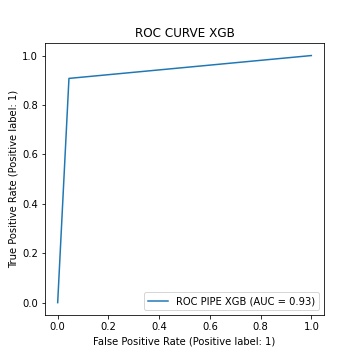 ROC CURVE XGB
True Positive Rate (Positive label: 1)
1.0
0.8
0.6
0.4
0.2
0.0
ROC PIPE XGB (AUC = 0.93)
0.0 0.2 0.4 0.6 0.8 1.0
False Positive Rate (Positive label: 1)